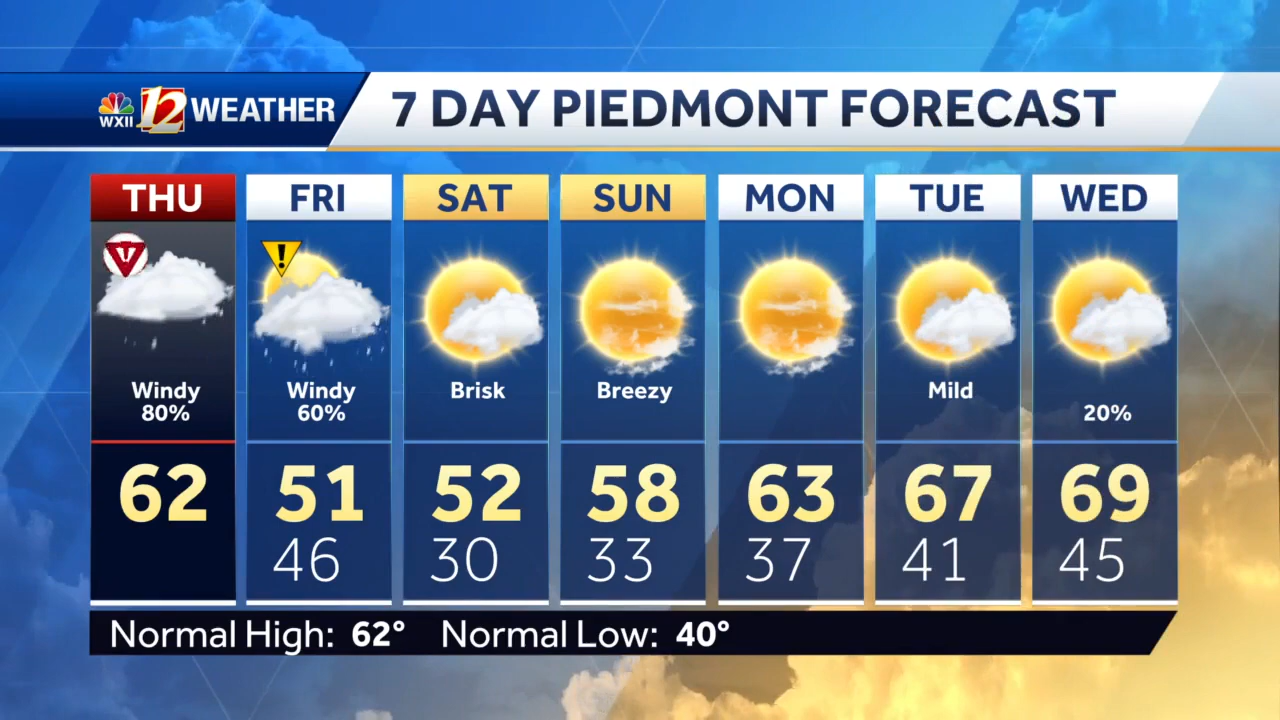 WXII 12 WEATHER
7 DAY PIEDMONT FORECAST
THU FRI SAT SUN MON TUE WED
!
Windy Windy Brisk Breezy Mild
80% 60% 20%
62 51 52 58 63 67 69
46 30 33 37 41 45
Normal High: 62° Normal Low: 40°